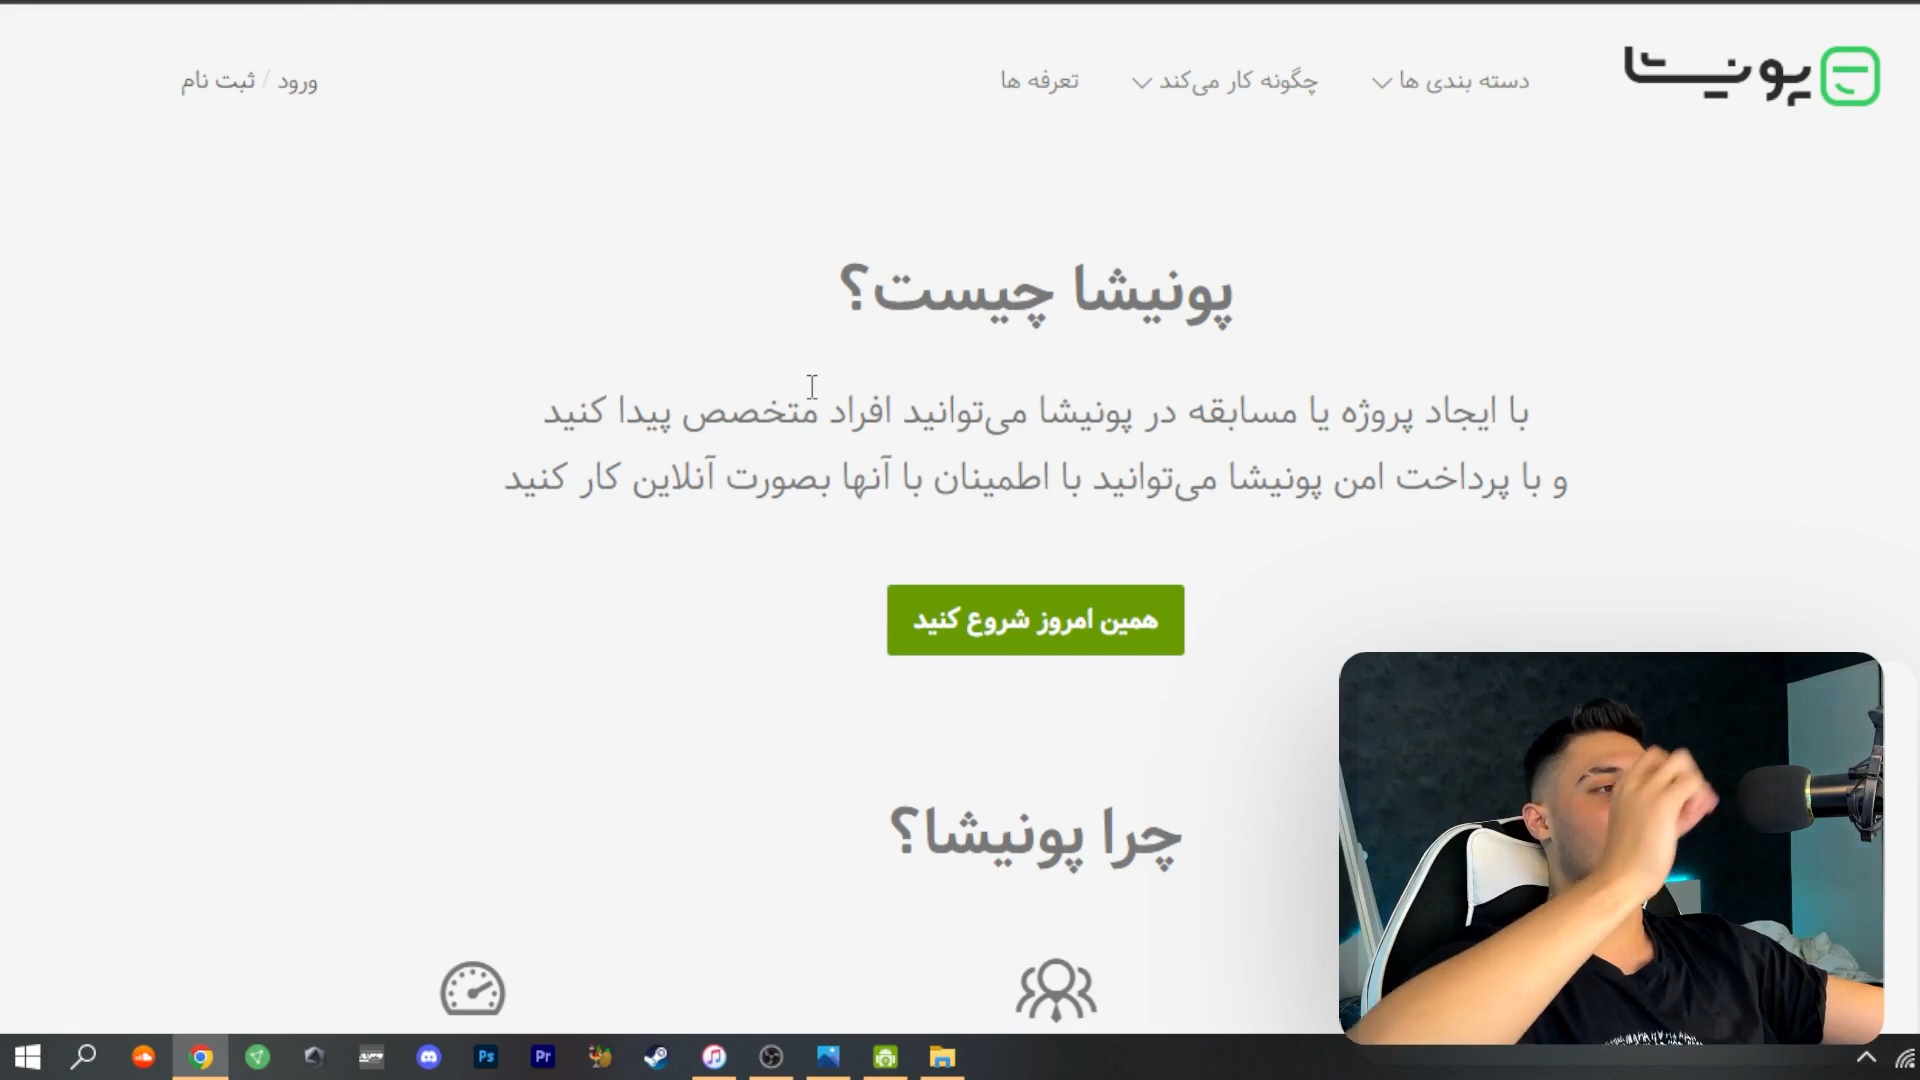 پونیشا
دسته بندی ها
چگونه کار می‌کند
تعرفه ها
ورود / ثبت نام
پونیشا چیست؟
با ایجاد پروژه یا مسابقه در پونیشا می‌توانید افراد متخصص پیدا کنید
و با پرداخت امن پونیشا می‌توانید با اطمینان با آنها بصورت آنلاین کار کنید
همین امروز شروع کنید
چرا پونیشا؟
Ps
Pr